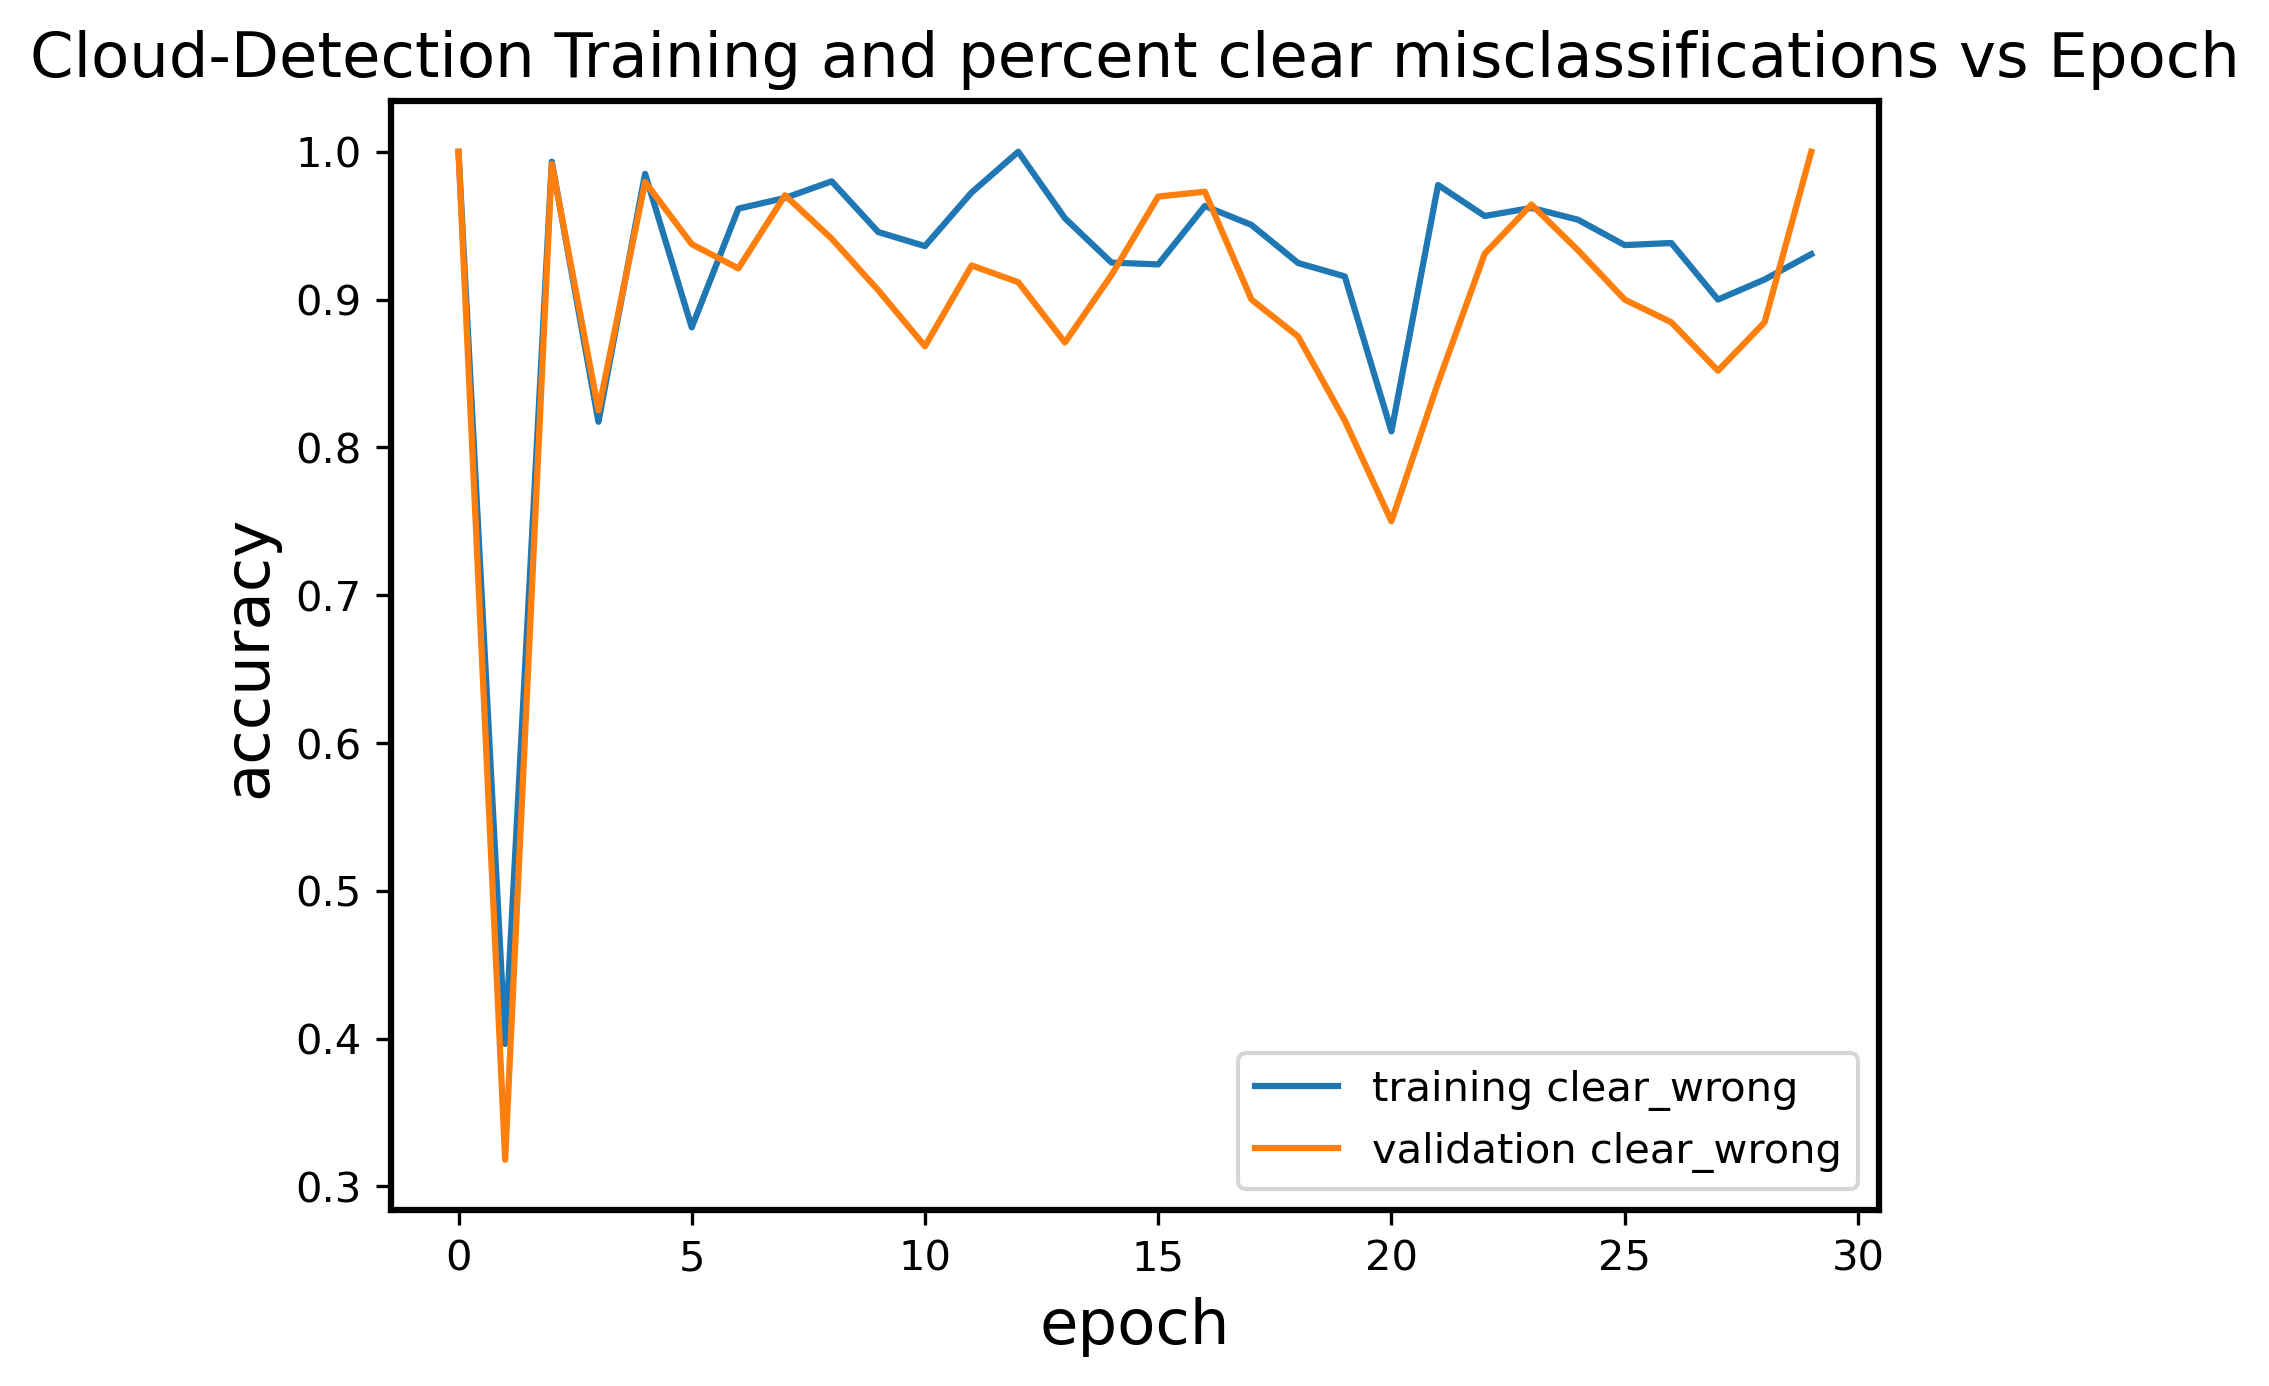 Cloud-Detection Training and percent clear misclassifications vs Epoch
accuracy
1.0
0.9
0.8
0.7
0.6
0.5
0.4
0.3
training clear_wrong
validation clear_wrong
0 5 10 15 20 25 30
epoch